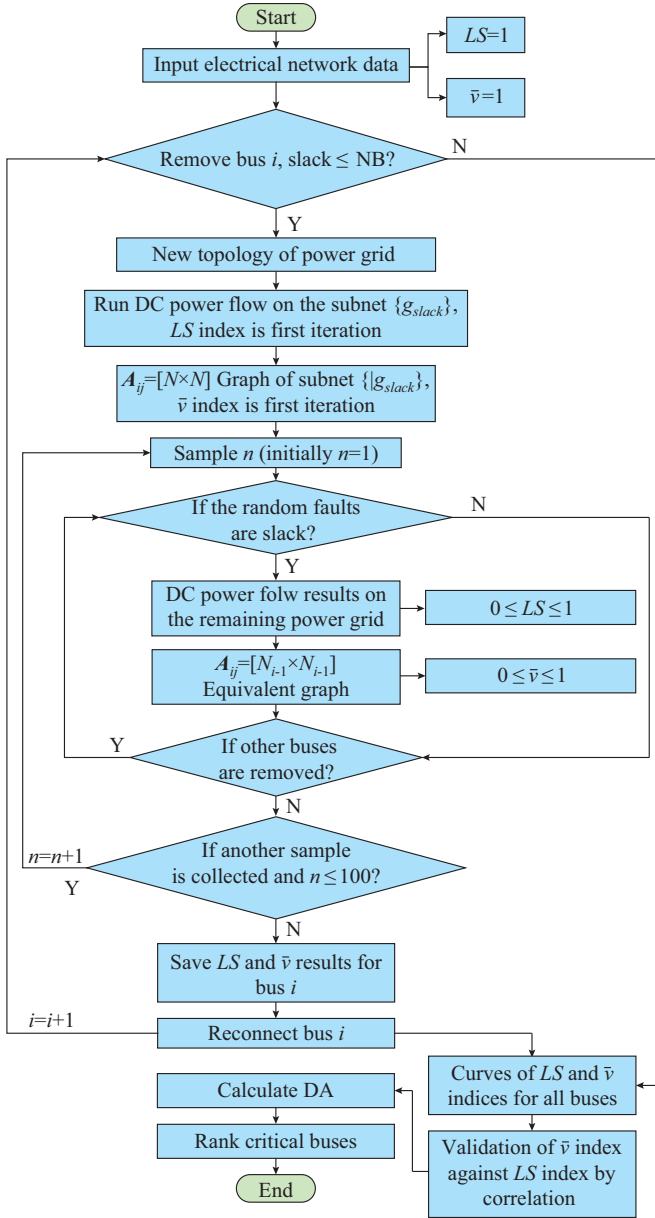 Start
Input electrical network data
LS=1
v̄=1
Remove bus i, slack ≤ NB?
N
Y
New topology of power grid
Run DC power flow on the subnet {g_slack},
LS index is first iteration
A_ij=[N×N] Graph of subnet {|g_slack},
v̄ index is first iteration
Sample n (initially n=1)
If the random faults
are slack?
N
Y
DC power folw results on
the remaining power grid
0 ≤ LS ≤ 1
A_ij=[N_i-1×N_i-1]
Equivalent graph
0 ≤ v̄ ≤ 1
If other buses
are removed?
Y
N
If another sample
is collected and n ≤ 100?
n=n+1
Y
N
Save LS and v̄ results for
bus i
i=i+1
Reconnect bus i
Curves of LS and v̄
indices for all buses
Validation of v̄ index
against LS index by
correlation
Calculate DA
Rank critical buses
End